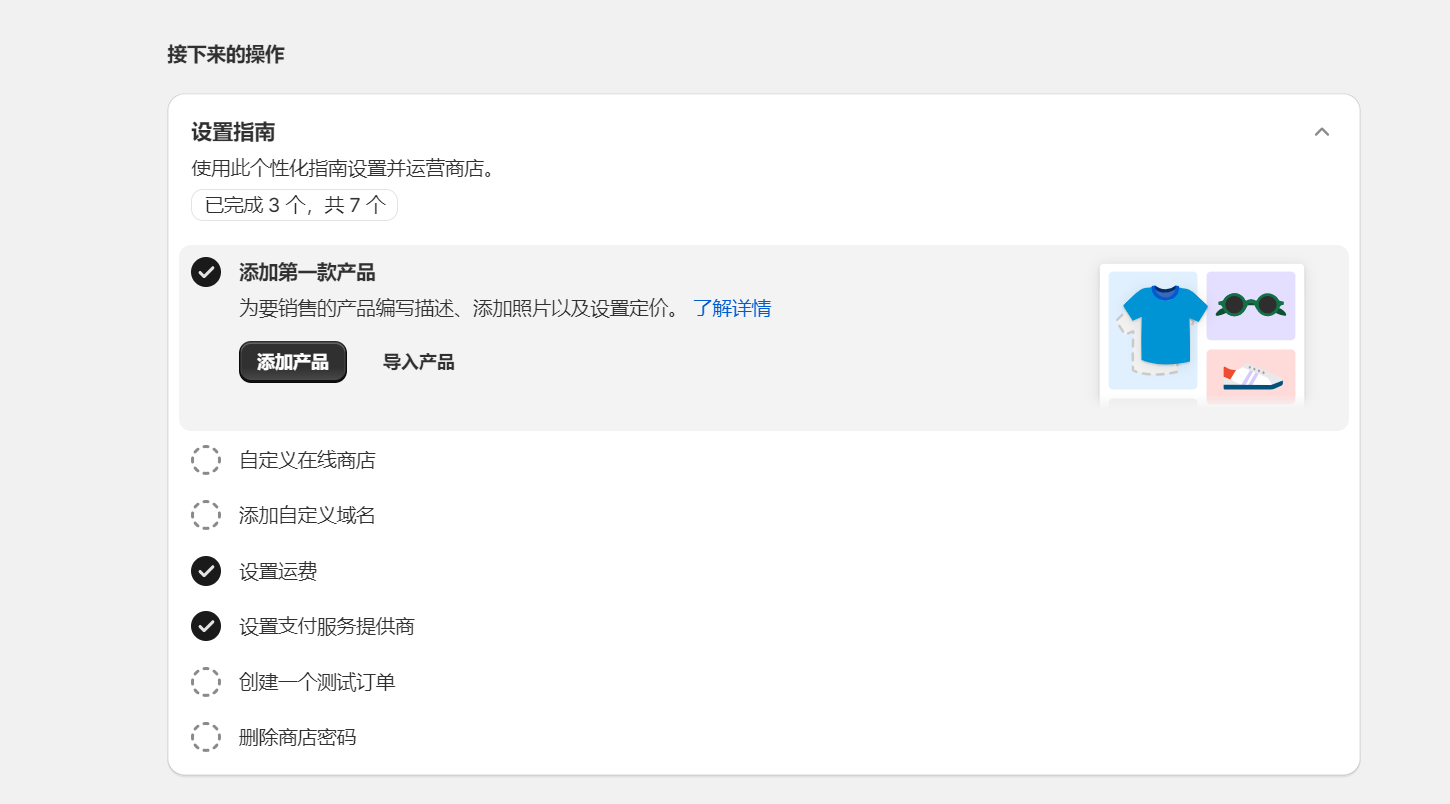 接下来的操作
设置指南
使用此个性化指南设置并运营商店。
已完成 3 个，共 7 个
添加第一款产品
为要销售的产品编写描述、添加照片以及设置定价。 了解详情
添加产品 导入产品
自定义在线商店
添加自定义域名
设置运费
设置支付服务提供商
创建一个测试订单
删除商店密码